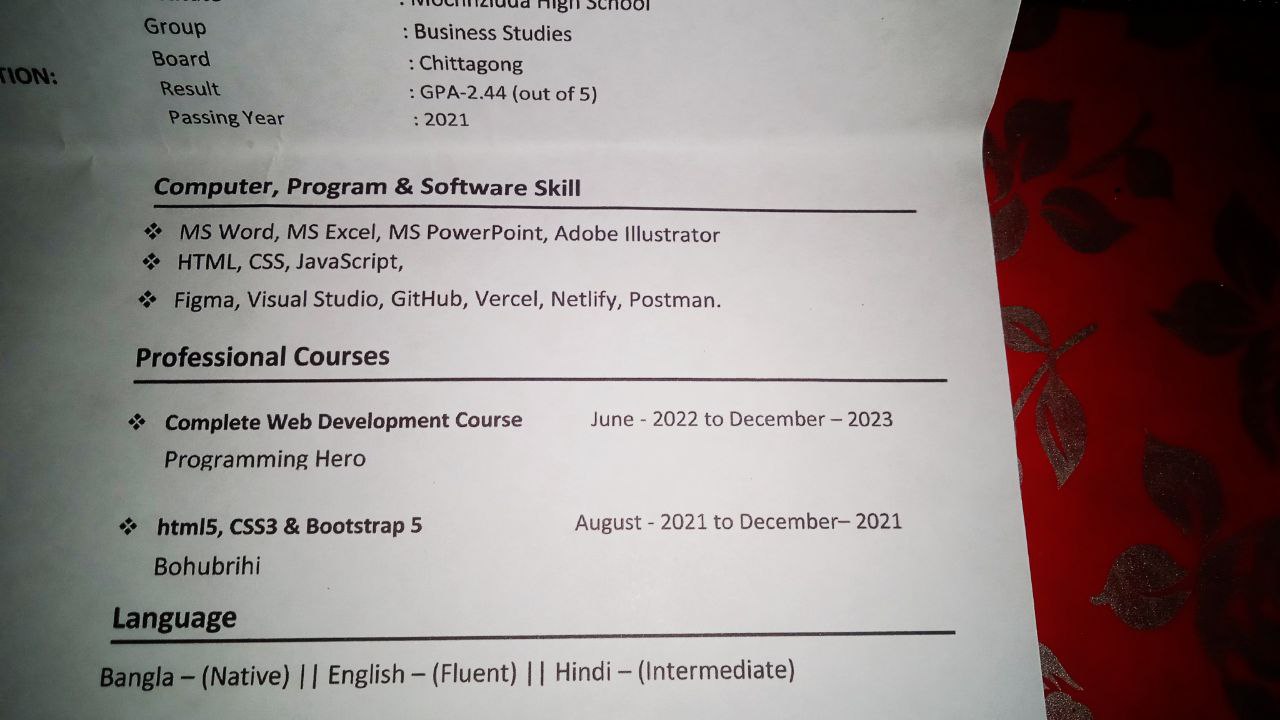 : Mohhziuda High School
Group : Business Studies
TION:
Board : Chittagong
Result : GPA-2.44 (out of 5)
Passing Year : 2021
Computer, Program & Software Skill
❖ MS Word, MS Excel, MS PowerPoint, Adobe Illustrator
❖ HTML, CSS, JavaScript,
❖ Figma, Visual Studio, GitHub, Vercel, Netlify, Postman.
Professional Courses
❖ Complete Web Development Course June - 2022 to December – 2023
Programming Hero
❖ html5, CSS3 & Bootstrap 5 August - 2021 to December– 2021
Bohubrihi
Language
Bangla – (Native) || English – (Fluent) || Hindi – (Intermediate)